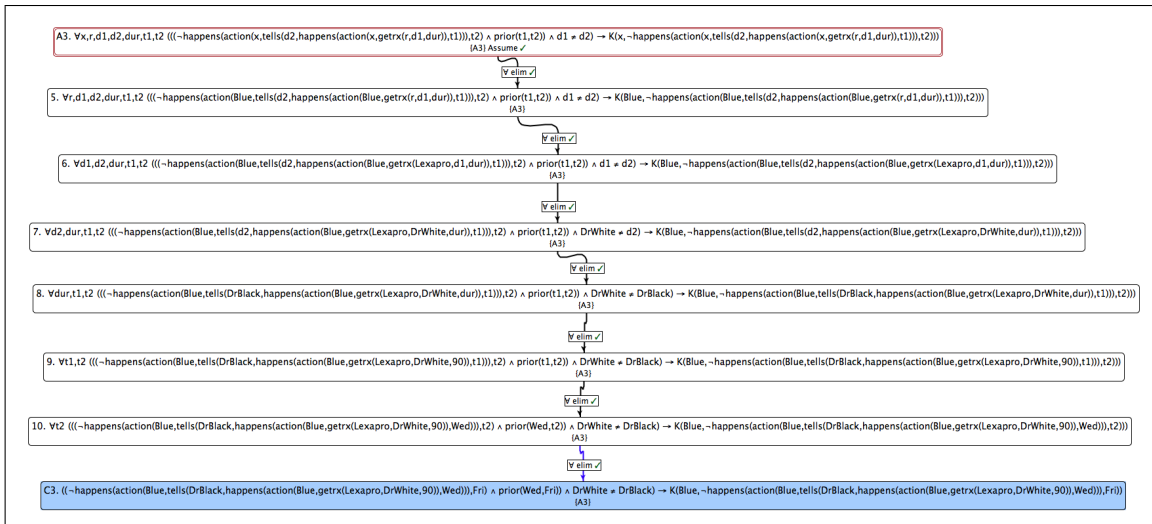 A3. ∀x,r,d1,d2,dur,t1,t2 (((¬happens(action(x,tells(d2,happens(action(x,getrx(r,d1,dur)),t1))),t2) ∧ prior(t1,t2)) ∧ d1 ≠ d2) → K(x,¬happens(action(x,tells(d2,happens(action(x,getrx(r,d1,dur)),t1))),t2)))
{A3} Assume ✓
∀ elim ✓
5. ∀r,d1,d2,dur,t1,t2 (((¬happens(action(Blue,tells(d2,happens(action(Blue,getrx(r,d1,dur)),t1))),t2) ∧ prior(t1,t2)) ∧ d1 ≠ d2) → K(Blue,¬happens(action(Blue,tells(d2,happens(action(Blue,getrx(r,d1,dur)),t1))),t2)))
{A3}
∀ elim ✓
6. ∀d1,d2,dur,t1,t2 (((¬happens(action(Blue,tells(d2,happens(action(Blue,getrx(Lexapro,d1,dur)),t1))),t2) ∧ prior(t1,t2)) ∧ d1 ≠ d2) → K(Blue,¬happens(action(Blue,tells(d2,happens(action(Blue,getrx(Lexapro,d1,dur)),t1))),t2)))
{A3}
∀ elim ✓
7. ∀d2,dur,t1,t2 (((¬happens(action(Blue,tells(d2,happens(action(Blue,getrx(Lexapro,DrWhite,dur)),t1))),t2) ∧ prior(t1,t2)) ∧ DrWhite ≠ d2) → K(Blue,¬happens(action(Blue,tells(d2,happens(action(Blue,getrx(Lexapro,DrWhite,dur)),t1))),t2)))
{A3}
∀ elim ✓
8. ∀dur,t1,t2 (((¬happens(action(Blue,tells(DrBlack,happens(action(Blue,getrx(Lexapro,DrWhite,dur)),t1))),t2) ∧ prior(t1,t2)) ∧ DrWhite ≠ DrBlack) → K(Blue,¬happens(action(Blue,tells(DrBlack,happens(action(Blue,getrx(Lexapro,DrWhite,dur)),t1))),t2)))
{A3}
∀ elim ✓
9. ∀t1,t2 (((¬happens(action(Blue,tells(DrBlack,happens(action(Blue,getrx(Lexapro,DrWhite,90)),t1))),t2) ∧ prior(t1,t2)) ∧ DrWhite ≠ DrBlack) → K(Blue,¬happens(action(Blue,tells(DrBlack,happens(action(Blue,getrx(Lexapro,DrWhite,90)),t1))),t2)))
{A3}
∀ elim ✓
10. ∀t2 (((¬happens(action(Blue,tells(DrBlack,happens(action(Blue,getrx(Lexapro,DrWhite,90)),Wed))),t2) ∧ prior(Wed,t2)) ∧ DrWhite ≠ DrBlack) → K(Blue,¬happens(action(Blue,tells(DrBlack,happens(action(Blue,getrx(Lexapro,DrWhite,90)),Wed))),t2)))
{A3}
∀ elim ✓
C3. ((¬happens(action(Blue,tells(DrBlack,happens(action(Blue,getrx(Lexapro,DrWhite,90)),Wed))),Fri) ∧ prior(Wed,Fri)) ∧ DrWhite ≠ DrBlack) → K(Blue,¬happens(action(Blue,tells(DrBlack,happens(action(Blue,getrx(Lexapro,DrWhite,90)),Wed))),Fri))
{A3}